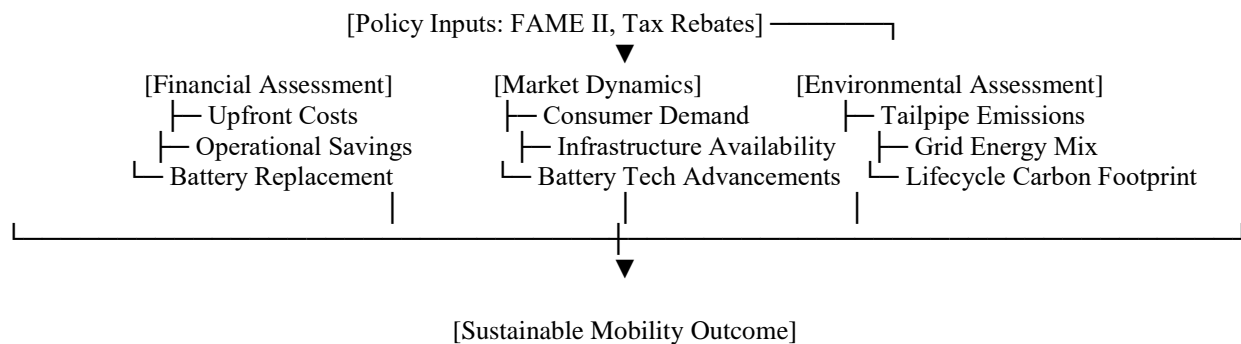 [Policy Inputs: FAME II, Tax Rebates]
[Financial Assessment] [Market Dynamics] [Environmental Assessment]
Upfront Costs Consumer Demand Tailpipe Emissions
Operational Savings Infrastructure Availability Grid Energy Mix
Battery Replacement Battery Tech Advancements Lifecycle Carbon Footprint
[Sustainable Mobility Outcome]